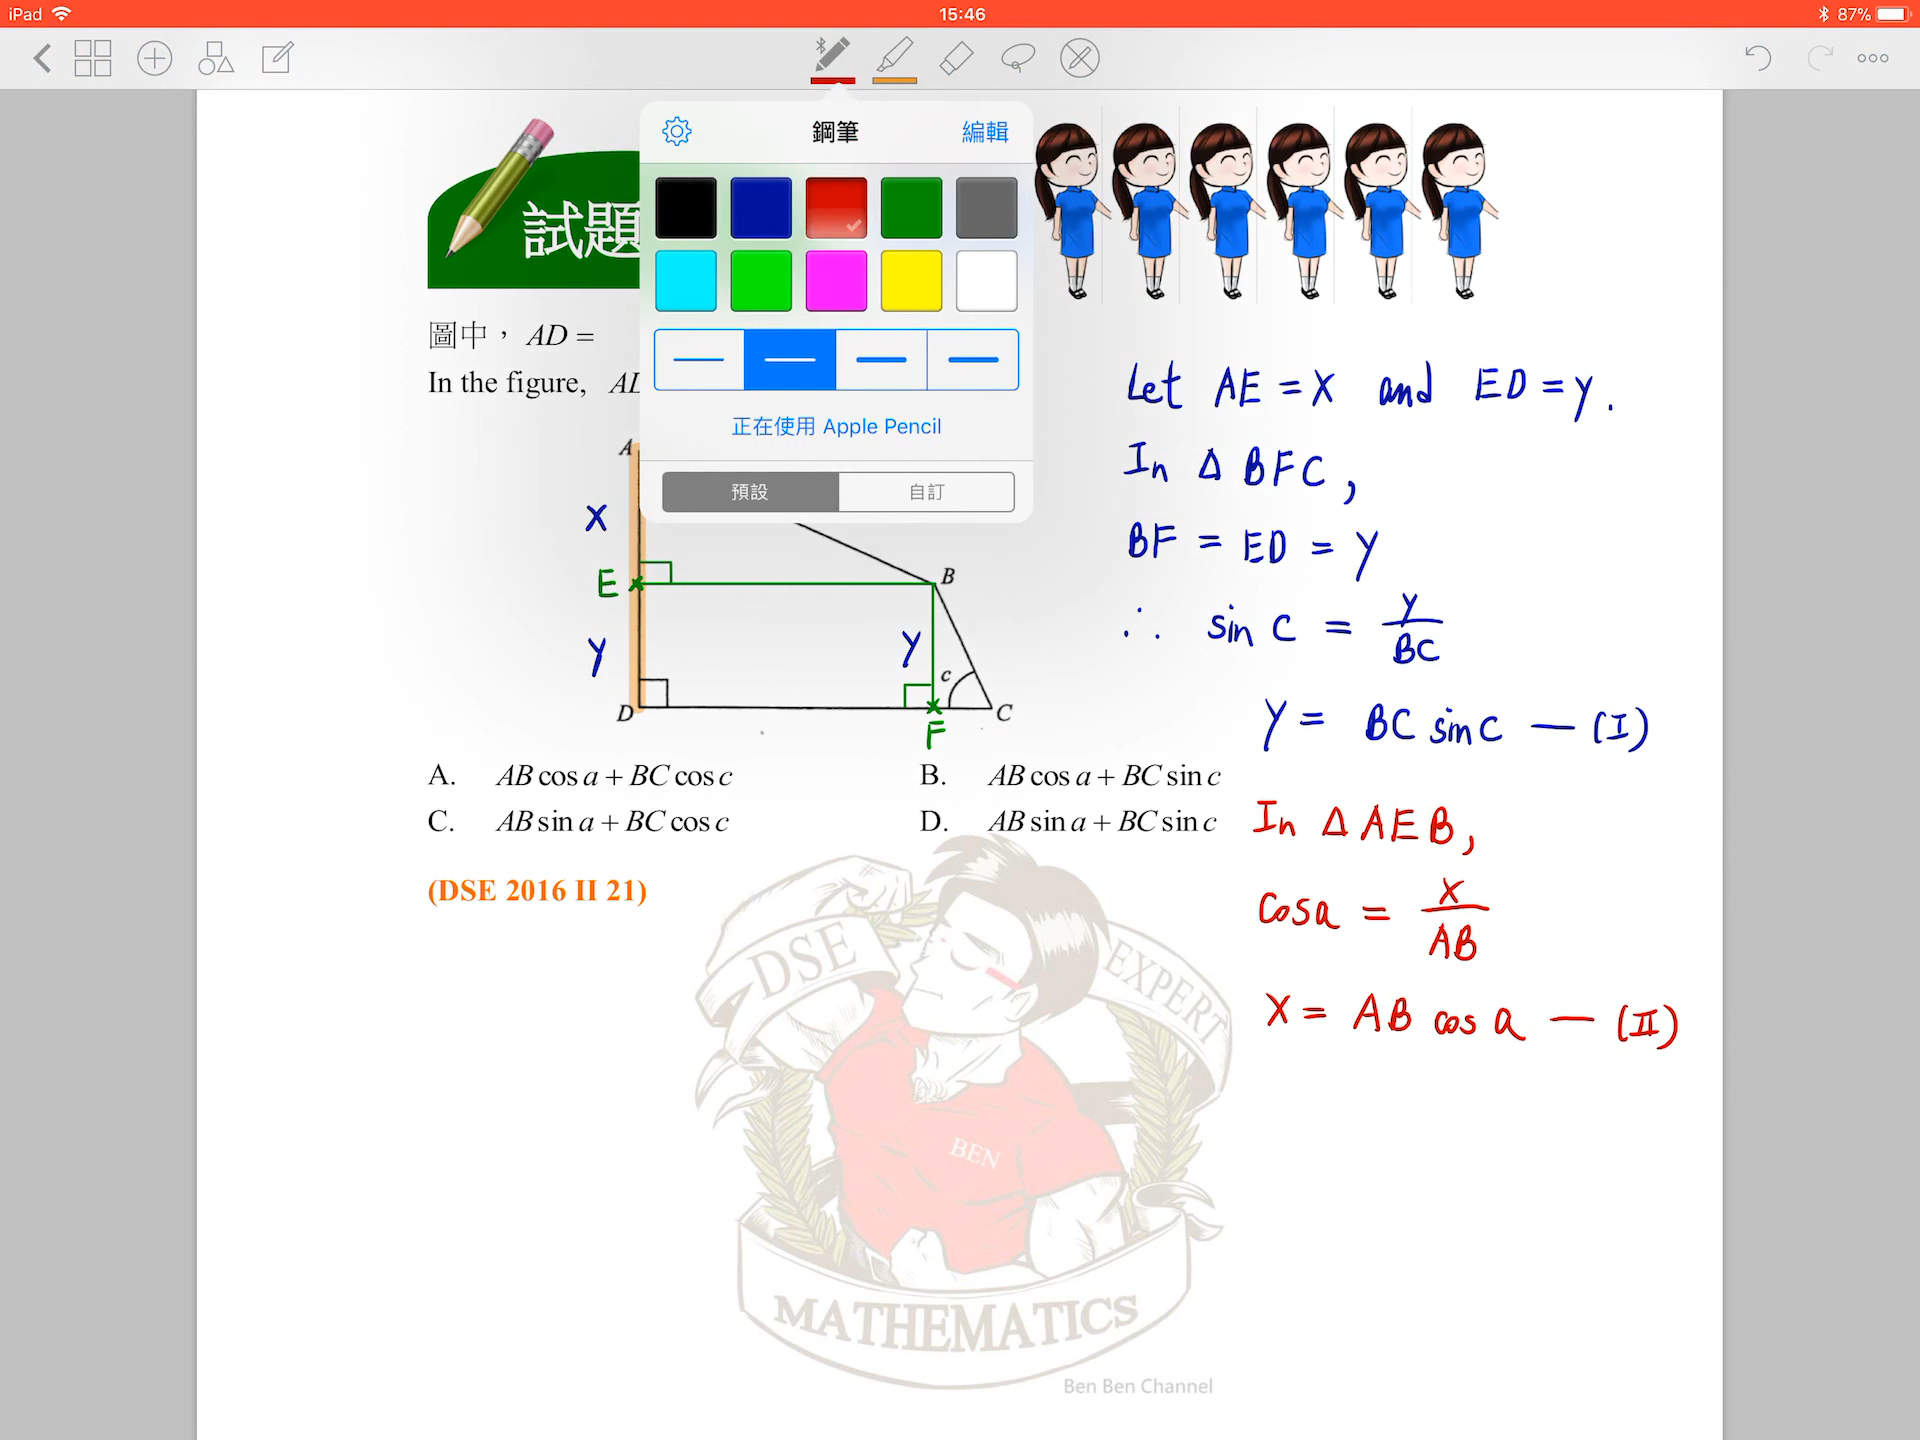 iPad 15:46 87%
鋼筆 編輯
試題
圖中， AD =
In the figure,
正在使用 Apple Pencil
預設 自訂
A
X
E
B
Y
Y
c
D
F
C
A. AB cos a + BC cos c
B. AB cos a + BC sin c
C. AB sin a + BC cos c
D. AB sin a + BC sin c
(DSE 2016 II 21)
Let AE = X and ED = Y.
In Δ BFC,
BF = ED = Y
∴ sin C = Y/BC
Y = BC sin C — (I)
In Δ AEB,
cos a = X/AB
X = AB cos a — (II)
DSE EXPERT
BEN
MATHEMATICS
Ben Ben Channel